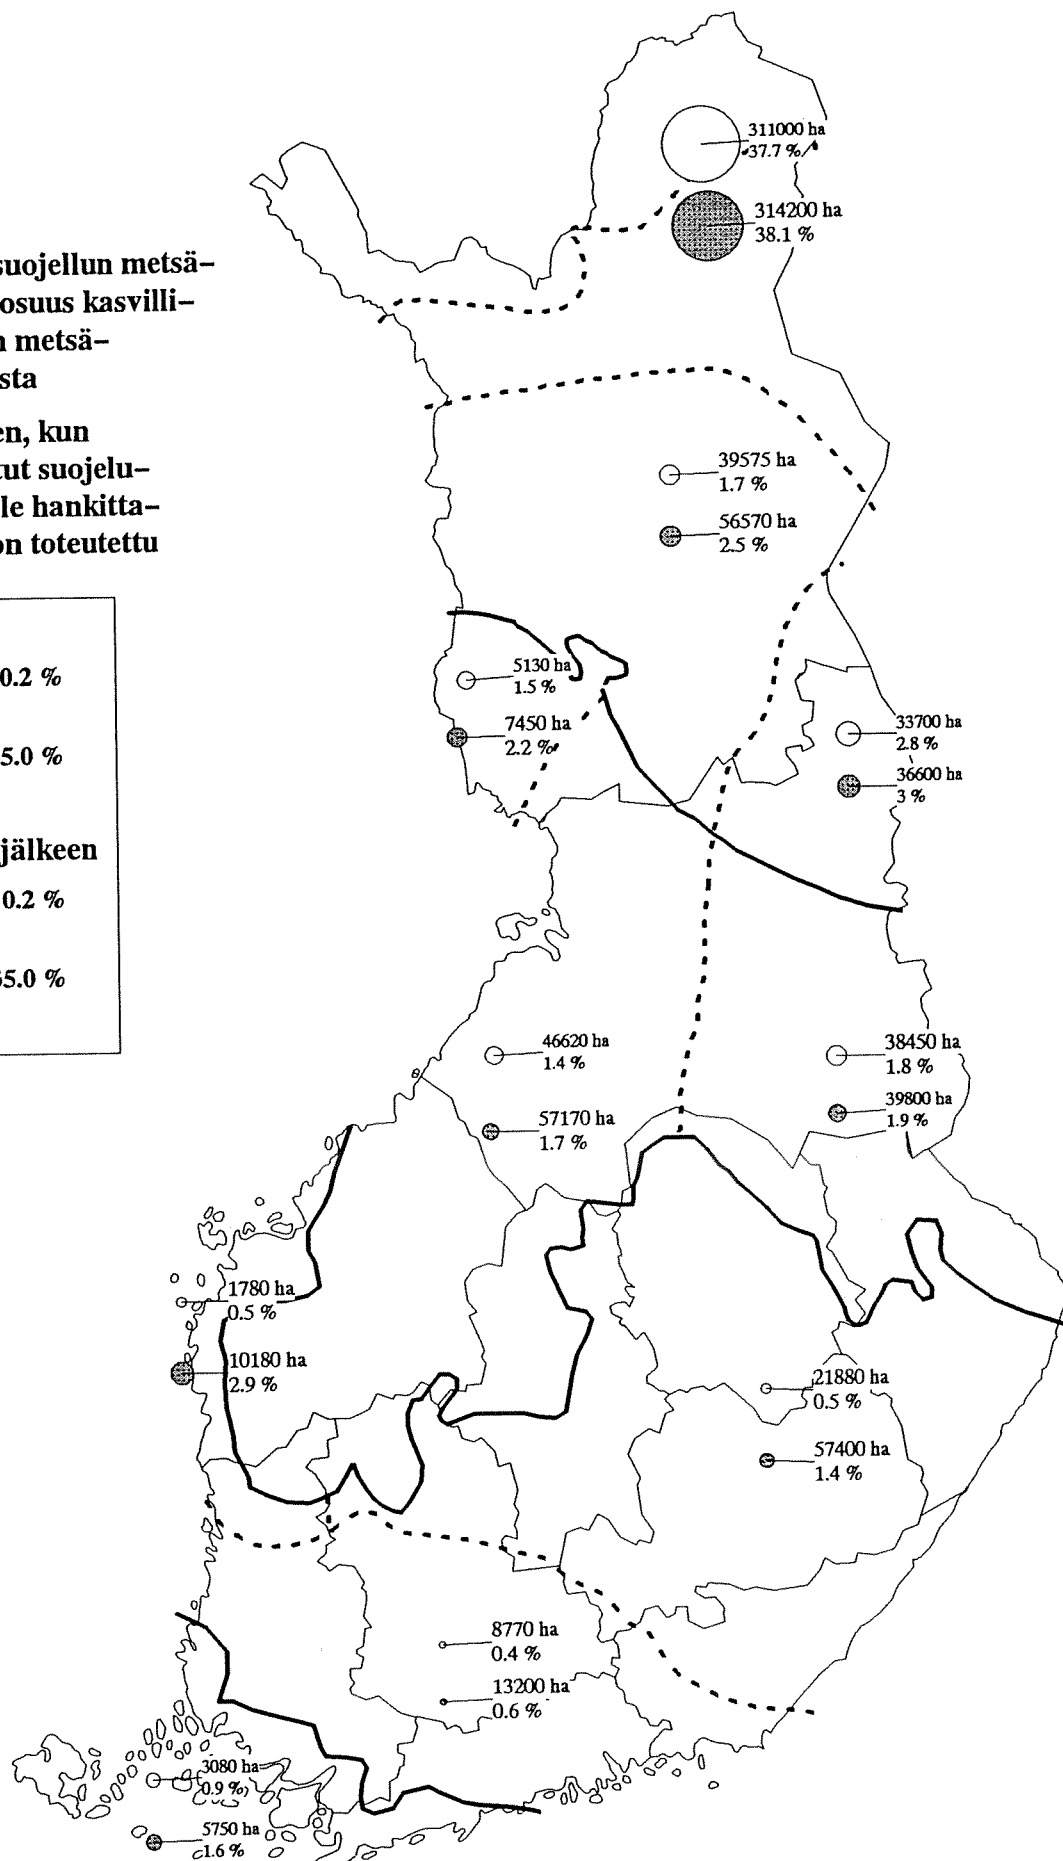 suojellun metsä–
osuus kasvilli–
n metsä–
sta
en, kun
tut suojelu–
le hankitta–
on toteutettu
0.2 %
5.0 %
jälkeen
0.2 %
5.0 %
311000 ha
37.7 %
314200 ha
38.1 %
39575 ha
1.7 %
56570 ha
2.5 %
5130 ha
1.5 %
7450 ha
2.2 %
33700 ha
2.8 %
36600 ha
3 %
46620 ha
1.4 %
57170 ha
1.7 %
38450 ha
1.8 %
39800 ha
1.9 %
1780 ha
0.5 %
10180 ha
2.9 %
21880 ha
0.5 %
57400 ha
1.4 %
8770 ha
0.4 %
13200 ha
0.6 %
3080 ha
0.9 %
5750 ha
1.6 %